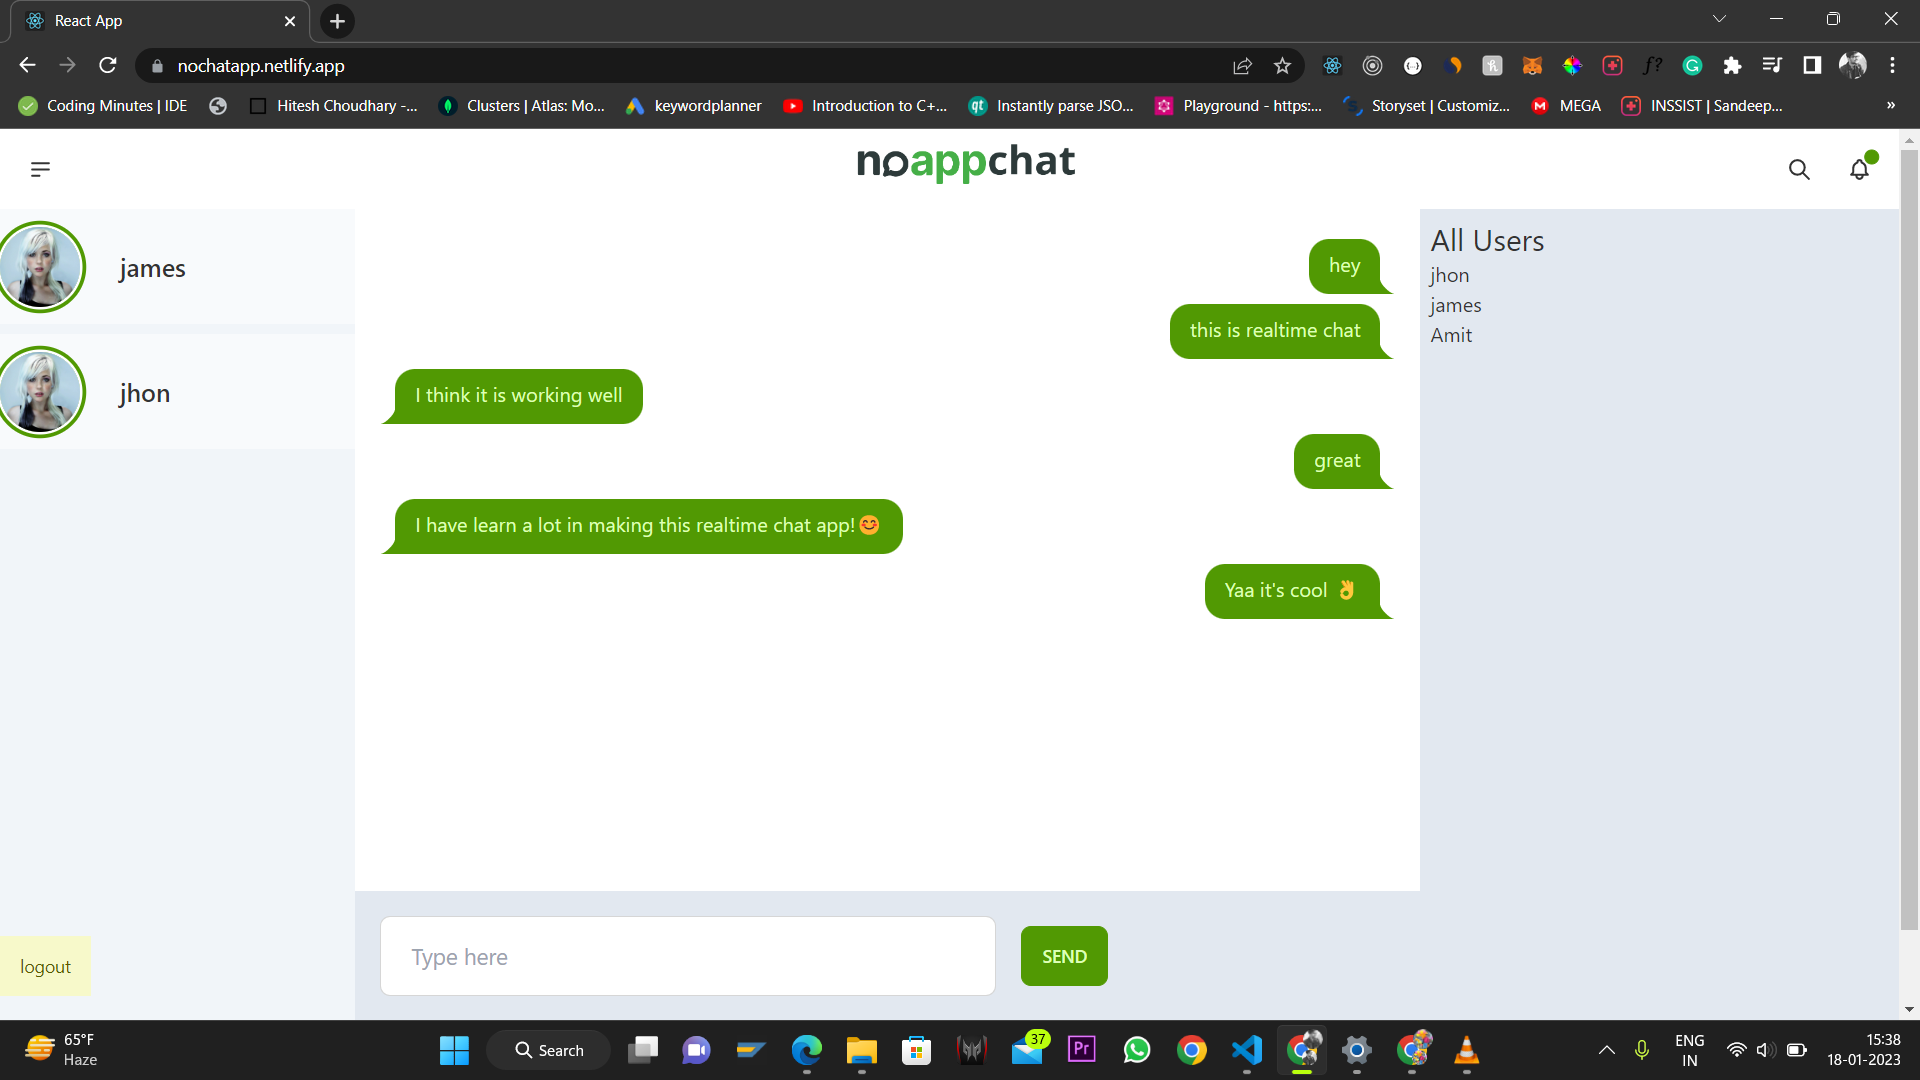 React App
nochatapp.netlify.app
Coding Minutes | IDE
Hitesh Choudhary -...
Clusters | Atlas: Mo...
keywordplanner
Introduction to C+...
Instantly parse JSO...
Playground - https:...
Storyset | Customiz...
MEGA
INSSIST | Sandeep...
noappchat
james
jhon
hey
this is realtime chat
I think it is working well
great
I have learn a lot in making this realtime chat app!😊
Yaa it's cool 👌
All Users
jhon
james
Amit
logout
Type here
SEND
65°F
Haze
Search
37
Pr
ENG
IN
15:38
18-01-2023